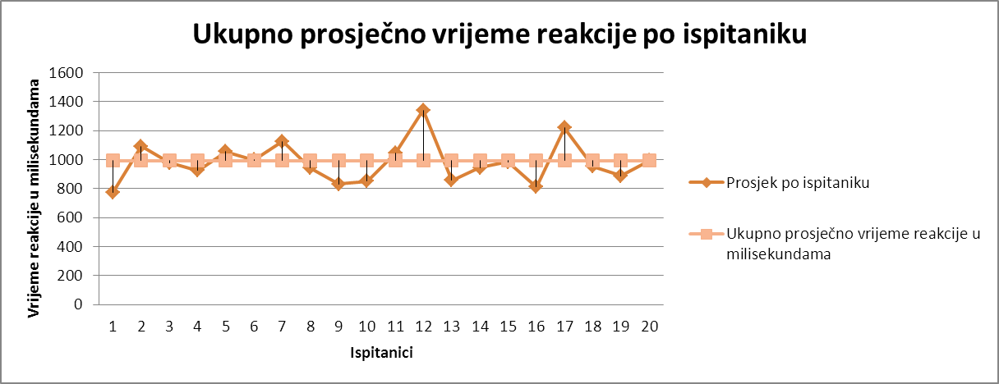 Ukupno prosječno vrijeme reakcije po ispitaniku
Vrijeme reakcije u milisekundama
1600
1400
1200
1000
800
600
400
200
0
1 2 3 4 5 6 7 8 9 10 11 12 13 14 15 16 17 18 19 20
Ispitanici
Prosjek po ispitaniku
Ukupno prosječno vrijeme reakcije u
milisekundama